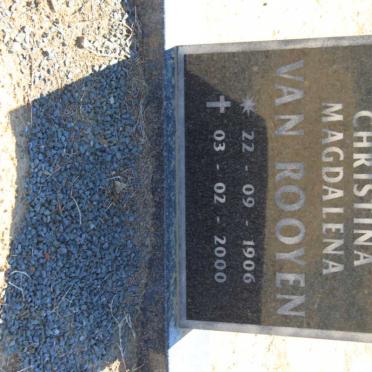 CHRISTINA
MAGDALENA
VAN ROOYEN
22 - 09 - 1906
03 - 02 - 2000